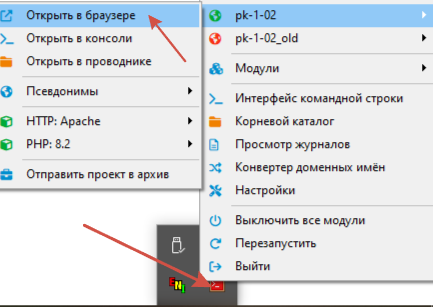 Открыть в браузере
Открыть в консоли
Открыть в проводнике
Псевдонимы
HTTP: Apache
PHP: 8.2
Отправить проект в архив
pk-1-02
pk-1-02_old
Модули
Интерфейс командной строки
Корневой каталог
Просмотр журналов
Конвертер доменных имён
Настройки
Выключить все модули
Перезапустить
Выйти